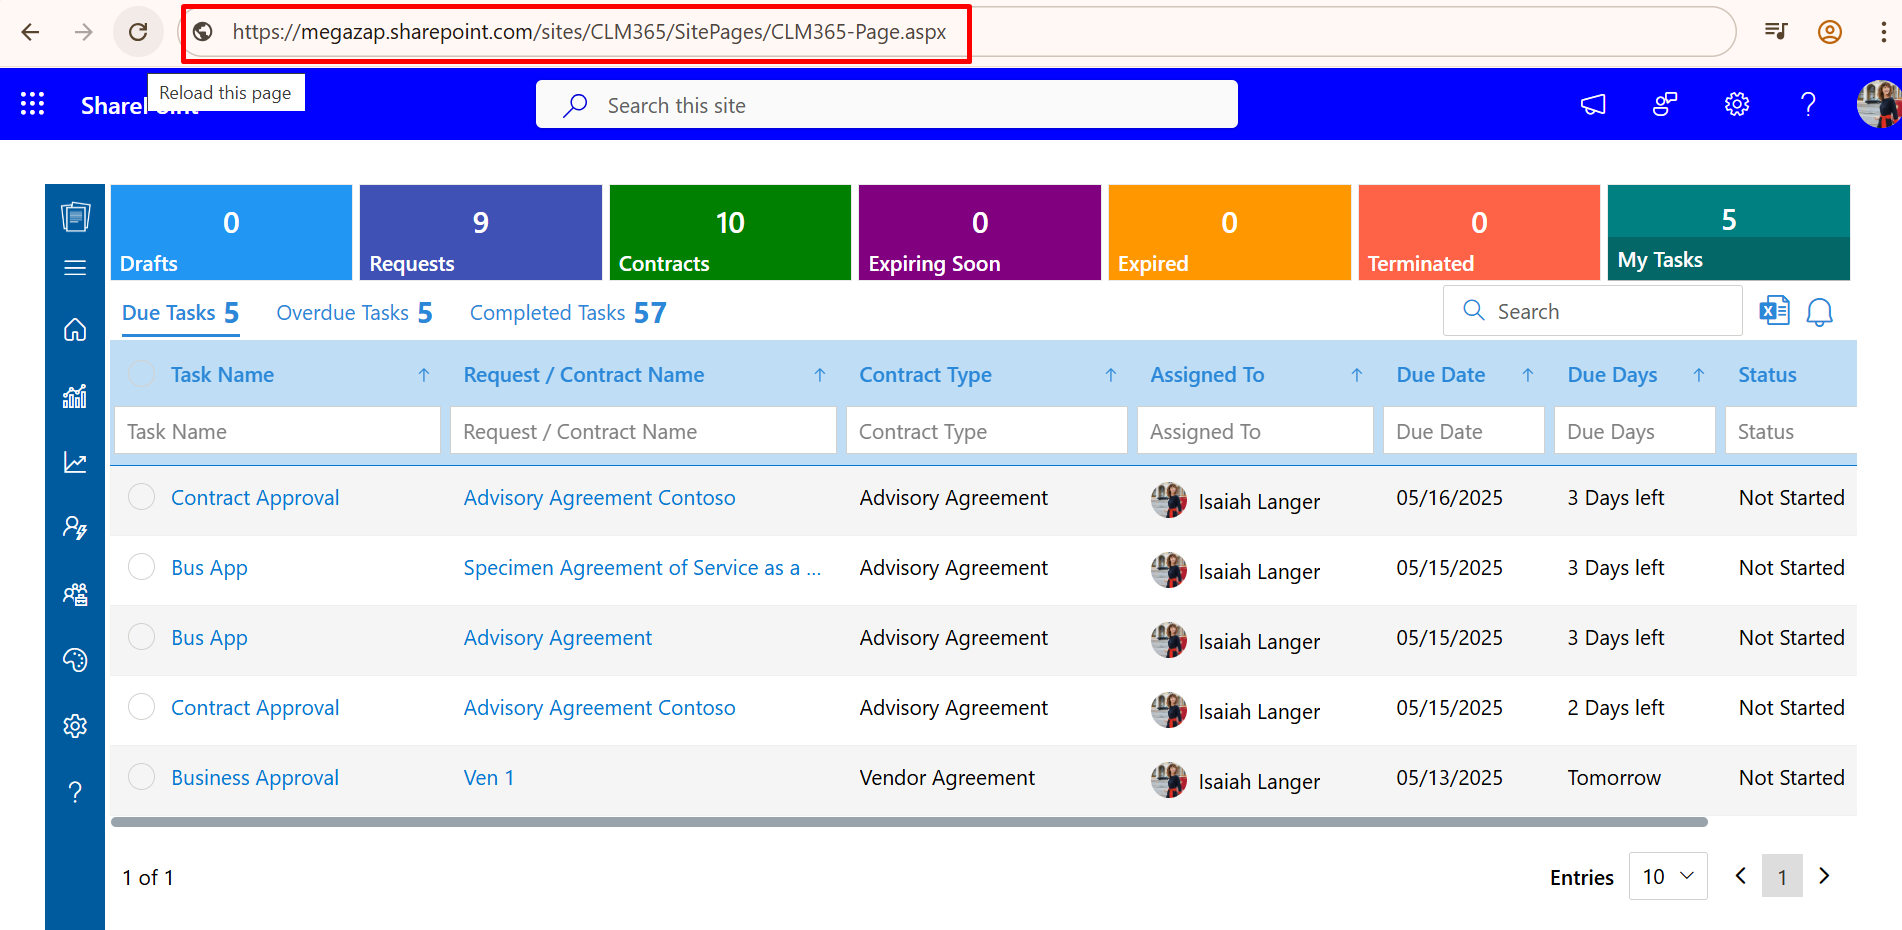 https://megazap.sharepoint.com/sites/CLM365/SitePages/CLM365-Page.aspx
Reload this page
SharePoint
Search this site
0 9 10 0 0 0 5
Drafts Requests Contracts Expiring Soon Expired Terminated My Tasks
Due Tasks 5 Overdue Tasks 5 Completed Tasks 57 Search
Task Name Request / Contract Name Contract Type Assigned To Due Date Due Days Status
Task Name Request / Contract Name Contract Type Assigned To Due Date Due Days Status
Contract Approval Advisory Agreement Contoso Advisory Agreement Isaiah Langer 05/16/2025 3 Days left Not Started
Bus App Specimen Agreement of Service as a ... Advisory Agreement Isaiah Langer 05/15/2025 3 Days left Not Started
Bus App Advisory Agreement Advisory Agreement Isaiah Langer 05/15/2025 3 Days left Not Started
Contract Approval Advisory Agreement Contoso Advisory Agreement Isaiah Langer 05/15/2025 2 Days left Not Started
Business Approval Ven 1 Vendor Agreement Isaiah Langer 05/13/2025 Tomorrow Not Started
1 of 1 Entries 10 1